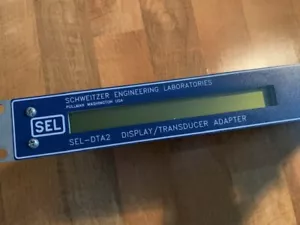 SCHWEITZER ENGINEERING LABORATORIES
PULLMAN WASHINGTON USA
SEL
SEL-DTA2 DISPLAY/TRANSDUCER ADAPTER